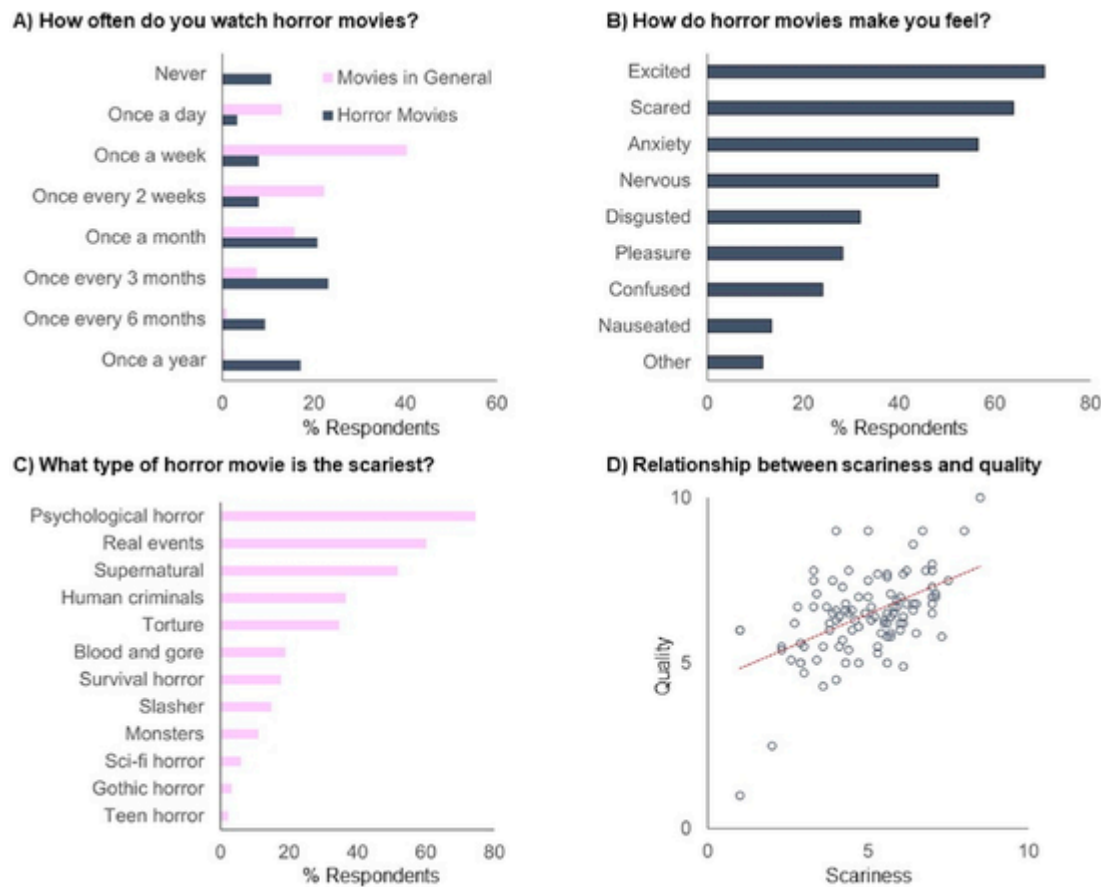 A) How often do you watch horror movies?
Never
Once a day
Once a week
Once every 2 weeks
Once a month
Once every 3 months
Once every 6 months
Once a year
Movies in General
Horror Movies
0 20 40 60
% Respondents
B) How do horror movies make you feel?
Excited
Scared
Anxiety
Nervous
Disgusted
Pleasure
Confused
Nauseated
Other
0 20 40 60 80
% Respondents
C) What type of horror movie is the scariest?
Psychological horror
Real events
Supernatural
Human criminals
Torture
Blood and gore
Survival horror
Slasher
Monsters
Sci-fi horror
Gothic horror
Teen horror
0 20 40 60 80
% Respondents
D) Relationship between scariness and quality
10
5
0
Quality
0 5 10
Scariness